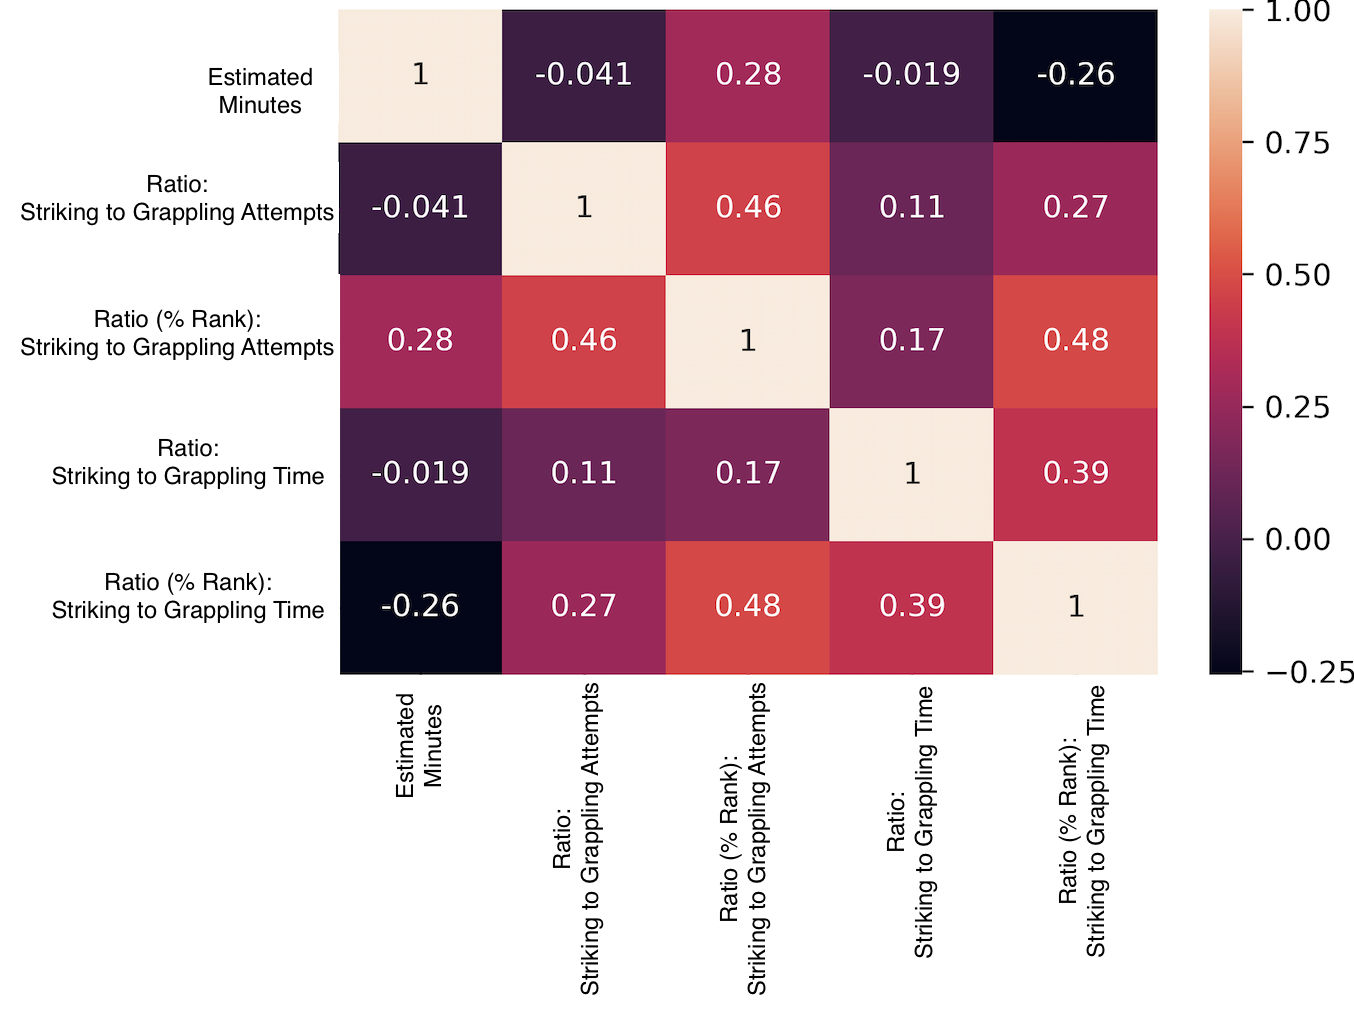 Estimated
Minutes
1 -0.041 0.28 -0.019 -0.26
Ratio:
Striking to Grappling Attempts
-0.041 1 0.46 0.11 0.27
Ratio (% Rank):
Striking to Grappling Attempts
0.28 0.46 1 0.17 0.48
Ratio:
Striking to Grappling Time
-0.019 0.11 0.17 1 0.39
Ratio (% Rank):
Striking to Grappling Time
-0.26 0.27 0.48 0.39 1
Estimated
Minutes
Ratio:
Striking to Grappling Attempts
Ratio (% Rank):
Striking to Grappling Attempts
Ratio:
Striking to Grappling Time
Ratio (% Rank):
Striking to Grappling Time
1.00
0.75
0.50
0.25
0.00
−0.25